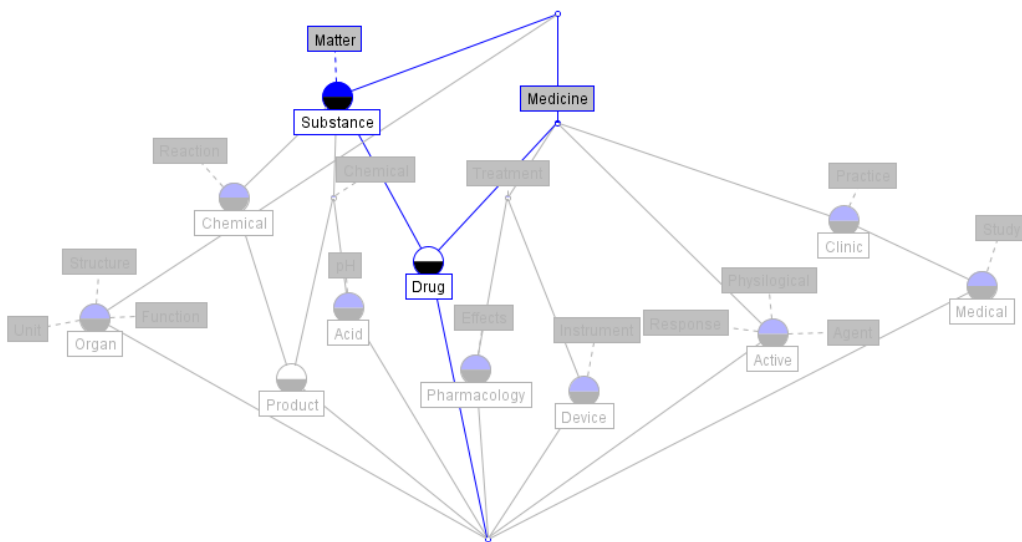 Matter
Medicine
Substance
Reaction
Chemical
Treatment
Practice
Chemical
Study
Clinic
Structure
pH
Physilogical
Drug
Medical
Unit
Function
Organ
Acid
Effects
Instrument
Response
Agent
Active
Product
Pharmacology
Device